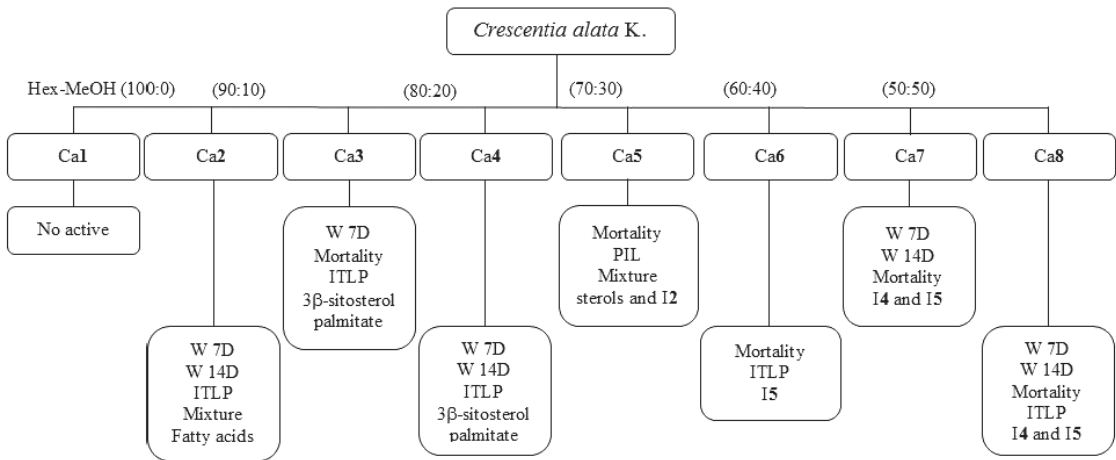 Crescentia alata K.
Hex-MeOH (100:0) (90:10) (80:20) (70:30) (60:40) (50:50)
Ca1 Ca2 Ca3 Ca4 Ca5 Ca6 Ca7 Ca8
No active
W 7D
W 14D
ITLP
Mixture
Fatty acids
W 7D
Mortality
ITLP
3β-sitosterol
palmitate
W 7D
W 14D
ITLP
3β-sitosterol
palmitate
Mortality
PIL
Mixture
sterols and I2
Mortality
ITLP
I5
W 7D
W 14D
Mortality
I4 and I5
W 7D
W 14D
Mortality
ITLP
I4 and I5